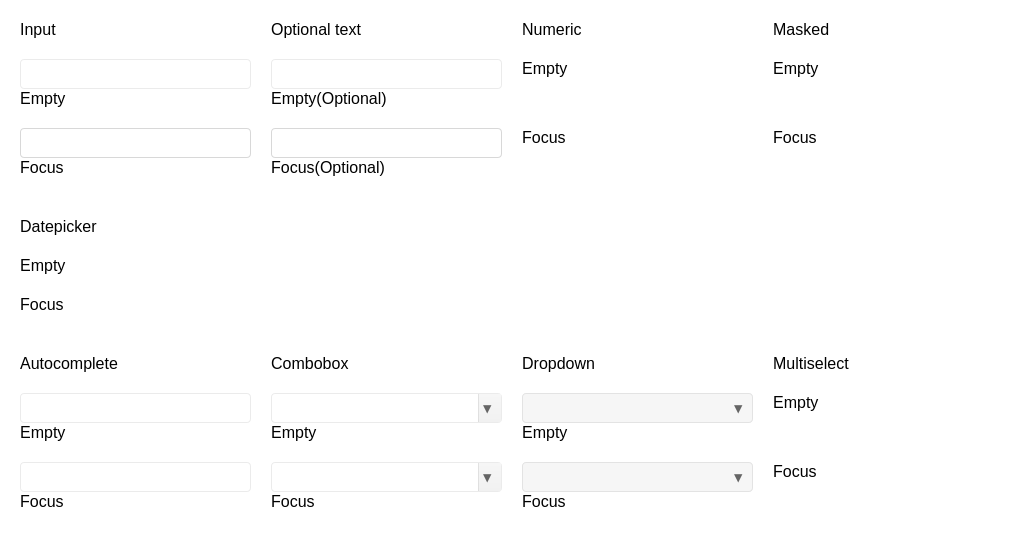 Input Optional text Numeric Masked
Empty Empty(Optional) Empty Empty
Focus Focus(Optional) Focus Focus
Datepicker
Empty
Focus
Autocomplete Combobox Dropdown Multiselect
Empty Empty Empty Empty
Focus Focus Focus Focus